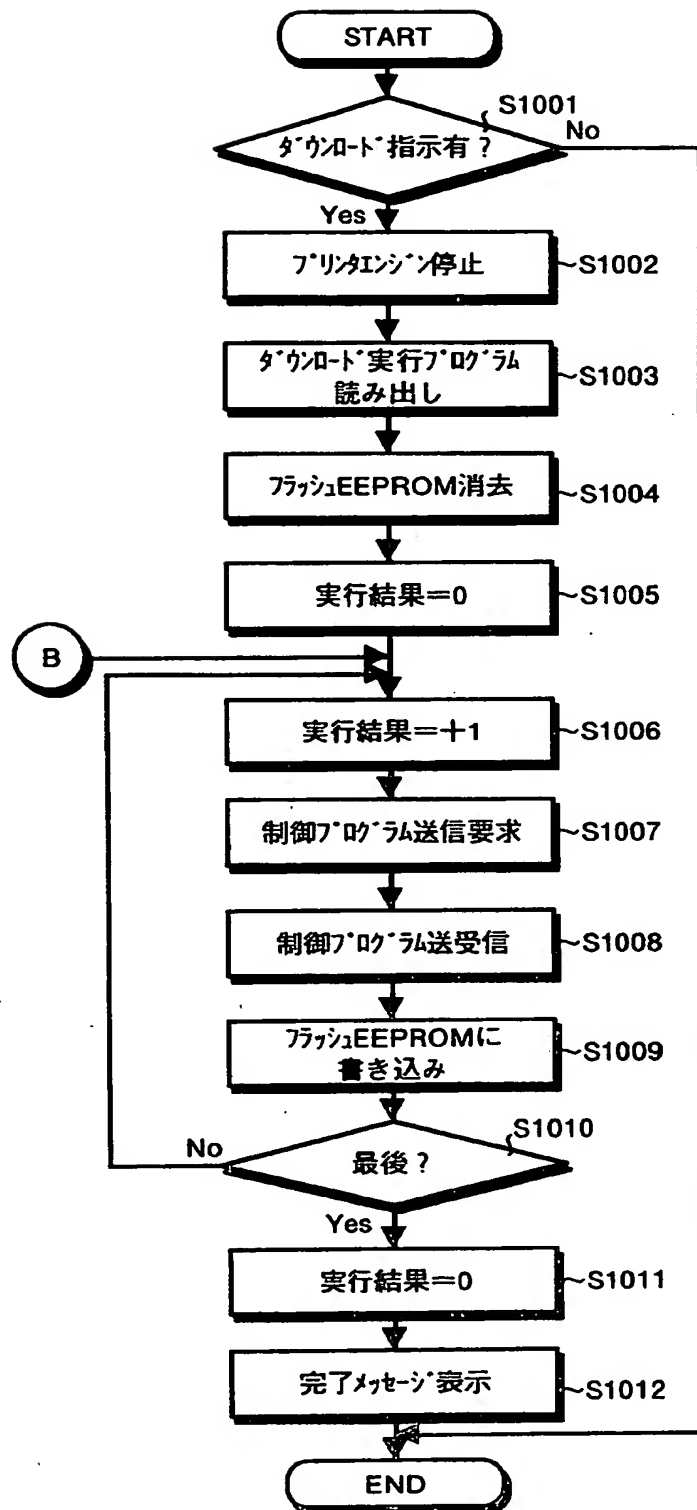 START
S1001
ﾀﾞｳﾝﾛｰﾄﾞ指示有？
No
Yes
ﾌﾟﾘﾝﾀｴﾝｼﾞﾝ停止
~S1002
ﾀﾞｳﾝﾛｰﾄﾞ実行ﾌﾟﾛｸﾞﾗﾑ
読み出し
~S1003
ﾌﾗｯｼｭEEPROM消去
~S1004
実行結果＝0
~S1005
B
実行結果＝＋1
~S1006
制御ﾌﾟﾛｸﾞﾗﾑ送信要求
~S1007
制御ﾌﾟﾛｸﾞﾗﾑ送受信
~S1008
ﾌﾗｯｼｭEEPROMに
書き込み
~S1009
S1010
No
最後？
Yes
実行結果＝0
~S1011
完了ﾒｯｾｰｼﾞ表示
~S1012
END